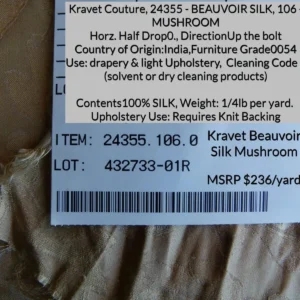 Kravet Couture, 24355 - BEAUVOIR SILK, 106 -
MUSHROOM
Horz. Half Drop0., DirectionUp the bolt
Country of Origin:India,Furniture Grade0054
Use: drapery & light Upholstery, Cleaning Code
(solvent or dry cleaning products)
Contents100% SILK, Weight: 1/4lb per yard.
Upholstery Use: Requires Knit Backing
ITEM: 24355.106.0
Kravet Beauvoir
Silk Mushroom
LOT: 432733-01R
MSRP $236/yard